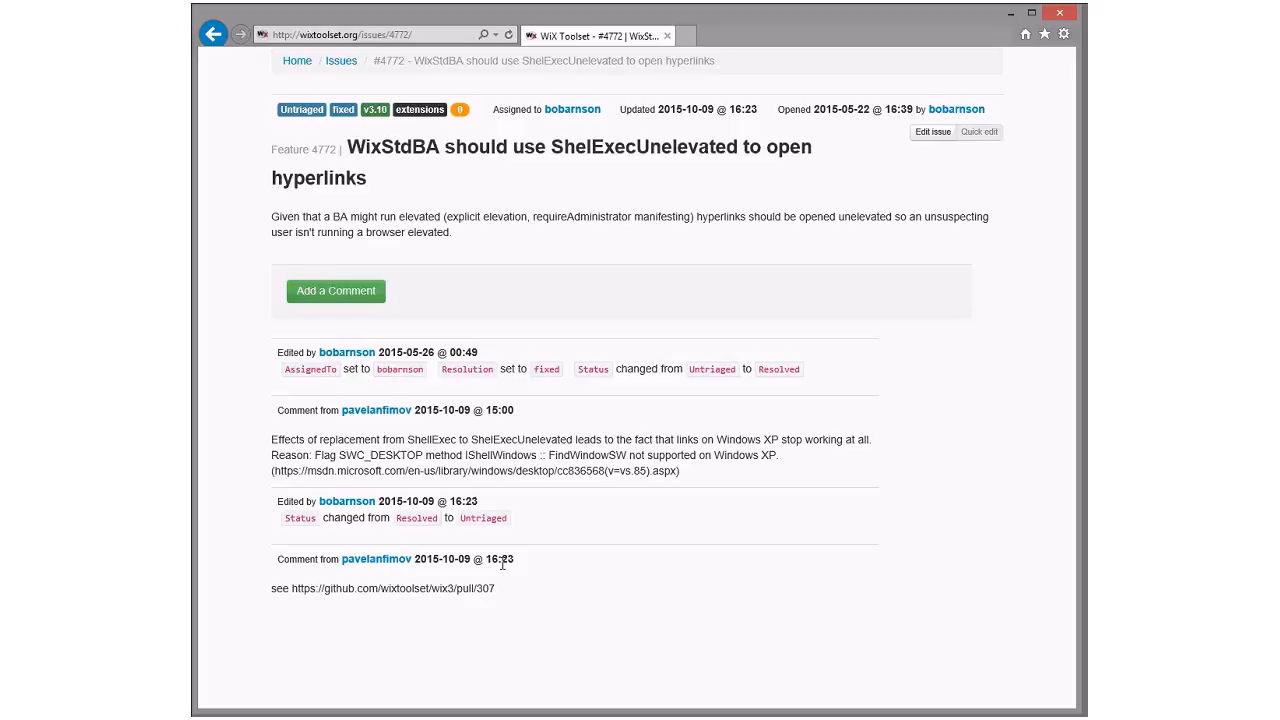 http://wixtoolset.org/issues/4772/
WiX Toolset - #4772 | WixSt...
Home / Issues / #4772 - WixStdBA should use ShelExecUnelevated to open hyperlinks
Untriaged fixed v3.10 extensions 0 Assigned to bobarnson Updated 2015-10-09 @ 16:23 Opened 2015-05-22 @ 16:39 by bobarnson
Edit issue Quick edit
Feature 4772 | WixStdBA should use ShelExecUnelevated to open
hyperlinks
Given that a BA might run elevated (explicit elevation, requireAdministrator manifesting) hyperlinks should be opened unelevated so an unsuspecting
user isn't running a browser elevated.
Add a Comment
Edited by bobarnson 2015-05-26 @ 00:49
AssignedTo set to bobarnson Resolution set to fixed Status changed from Untriaged to Resolved
Comment from pavelanfimov 2015-10-09 @ 15:00
Effects of replacement from ShellExec to ShelExecUnelevated leads to the fact that links on Windows XP stop working at all.
Reason: Flag SWC_DESKTOP method IShellWindows :: FindWindowSW not supported on Windows XP.
(https://msdn.microsoft.com/en-us/library/windows/desktop/cc836568(v=vs.85).aspx)
Edited by bobarnson 2015-10-09 @ 16:23
Status changed from Resolved to Untriaged
Comment from pavelanfimov 2015-10-09 @ 16:23
see https://github.com/wixtoolset/wix3/pull/307